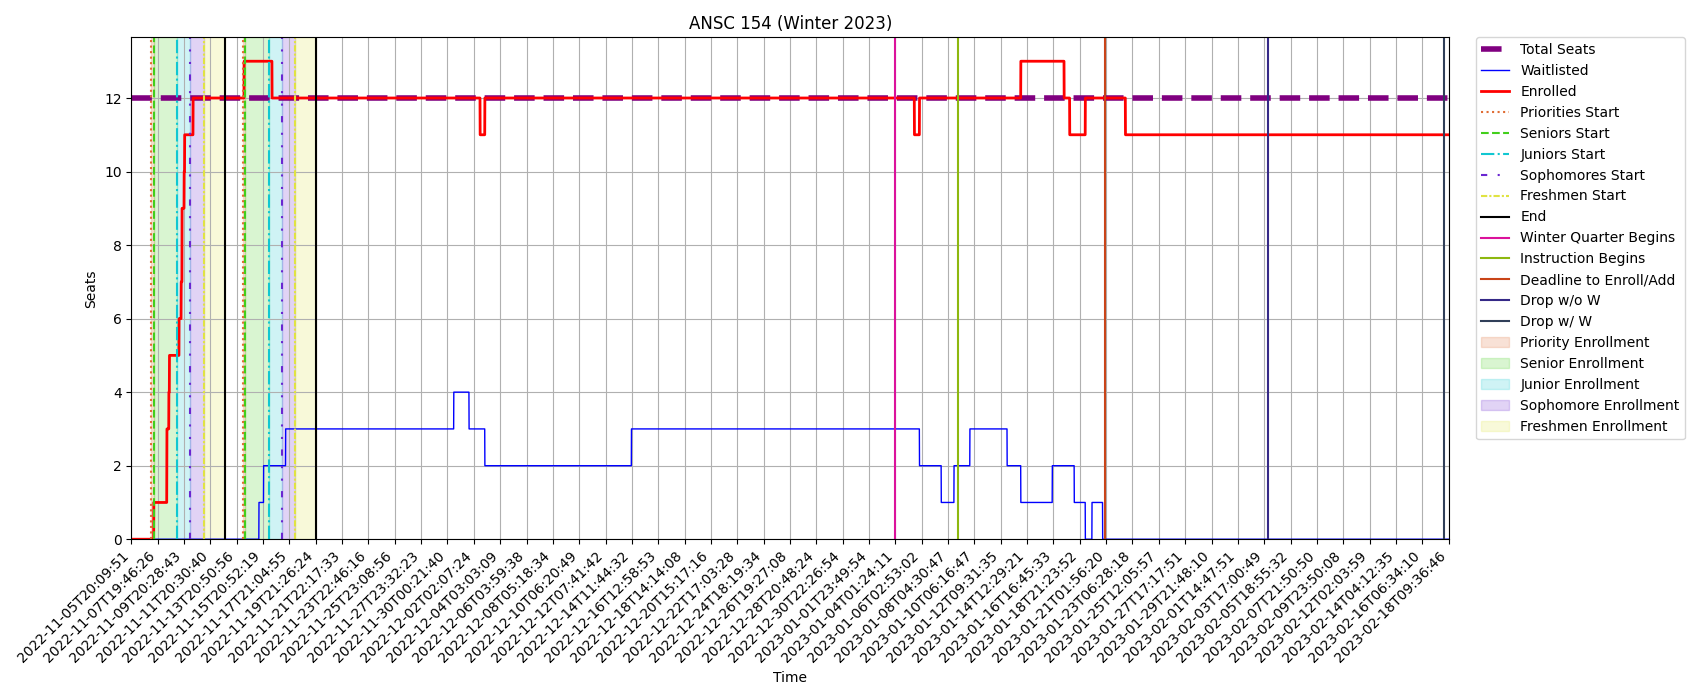 ANSC 154 (Winter 2023)
Seats
12
10
8
6
4
2
0
2022-11-05T20:09:51
2022-11-07T19:46:26
2022-11-09T20:28:43
2022-11-11T20:30:40
2022-11-13T20:50:56
2022-11-15T20:52:19
2022-11-17T21:04:55
2022-11-19T21:26:24
2022-11-21T22:17:33
2022-11-23T22:46:16
2022-11-25T23:08:56
2022-11-27T23:32:23
2022-11-30T00:21:40
2022-12-02T02:07:24
2022-12-04T03:03:09
2022-12-06T03:59:38
2022-12-08T05:18:34
2022-12-10T06:20:49
2022-12-12T07:41:42
2022-12-14T11:44:32
2022-12-16T12:58:53
2022-12-18T14:14:08
2022-12-20T15:17:16
2022-12-22T17:03:28
2022-12-24T18:19:34
2022-12-26T19:27:08
2022-12-28T20:48:24
2022-12-30T22:26:54
2023-01-01T23:49:54
2023-01-04T01:24:11
2023-01-06T02:53:02
2023-01-08T04:30:47
2023-01-10T06:16:47
2023-01-12T09:31:35
2023-01-14T12:29:21
2023-01-16T16:45:33
2023-01-18T21:23:52
2023-01-21T01:56:20
2023-01-23T06:28:18
2023-01-25T12:05:57
2023-01-27T17:17:51
2023-01-29T21:48:10
2023-02-01T14:47:51
2023-02-03T17:00:49
2023-02-05T18:55:32
2023-02-07T21:50:50
2023-02-09T23:50:08
2023-02-12T02:03:59
2023-02-14T04:12:35
2023-02-16T06:34:10
2023-02-18T09:36:46
Time
Total Seats
Waitlisted
Enrolled
Priorities Start
Seniors Start
Juniors Start
Sophomores Start
Freshmen Start
End
Winter Quarter Begins
Instruction Begins
Deadline to Enroll/Add
Drop w/o W
Drop w/ W
Priority Enrollment
Senior Enrollment
Junior Enrollment
Sophomore Enrollment
Freshmen Enrollment